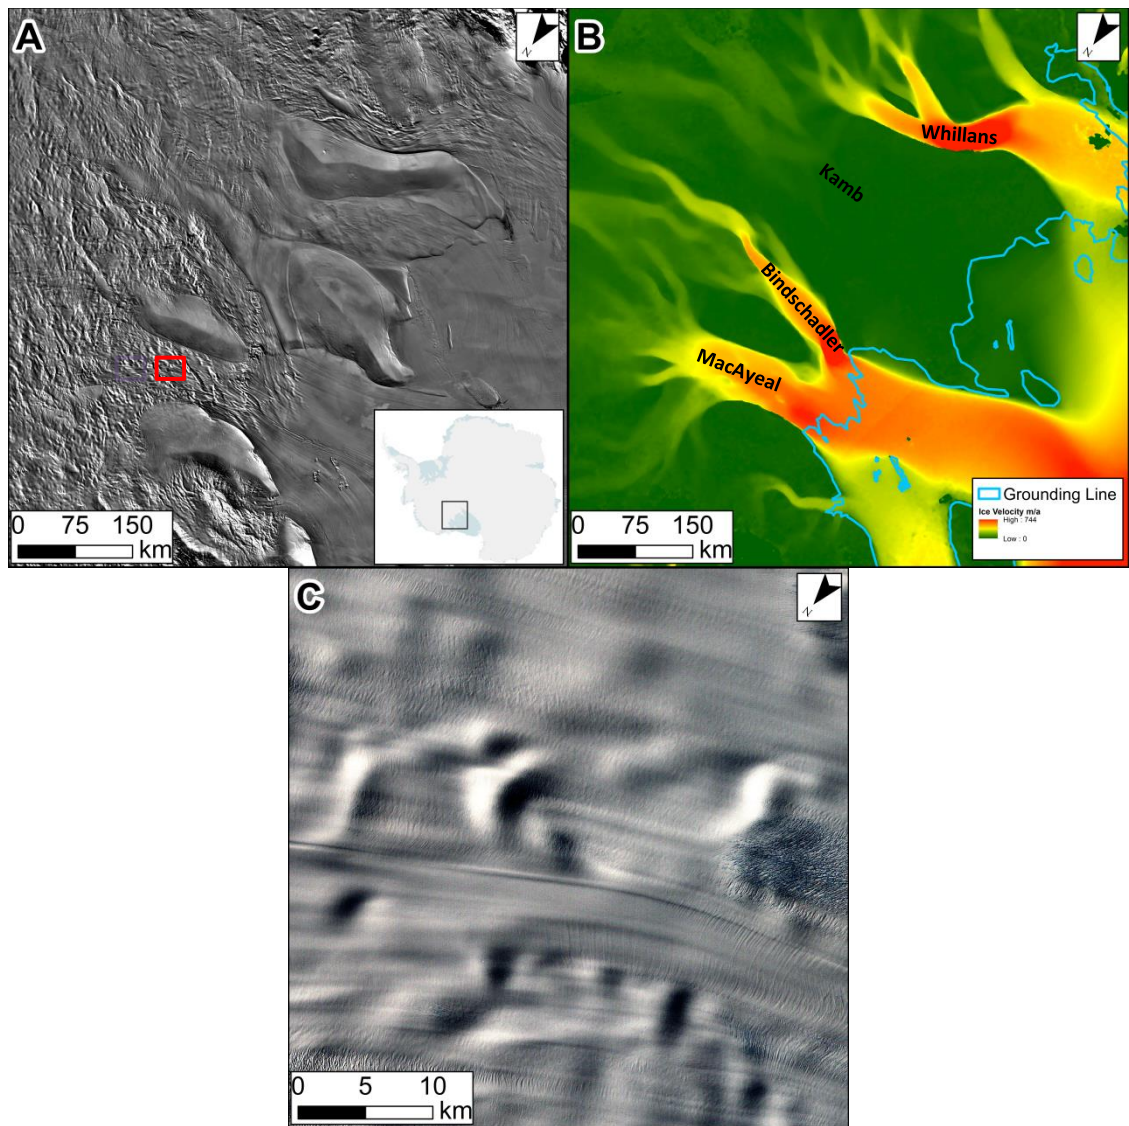 A
N
0 75 150
km
B
N
Whillans
Kamb
Bindschadler
MacAyeal
0 75 150
km
Grounding Line
Ice Velocity m/a
High : 744
Low : 0
C
N
0 5 10
km